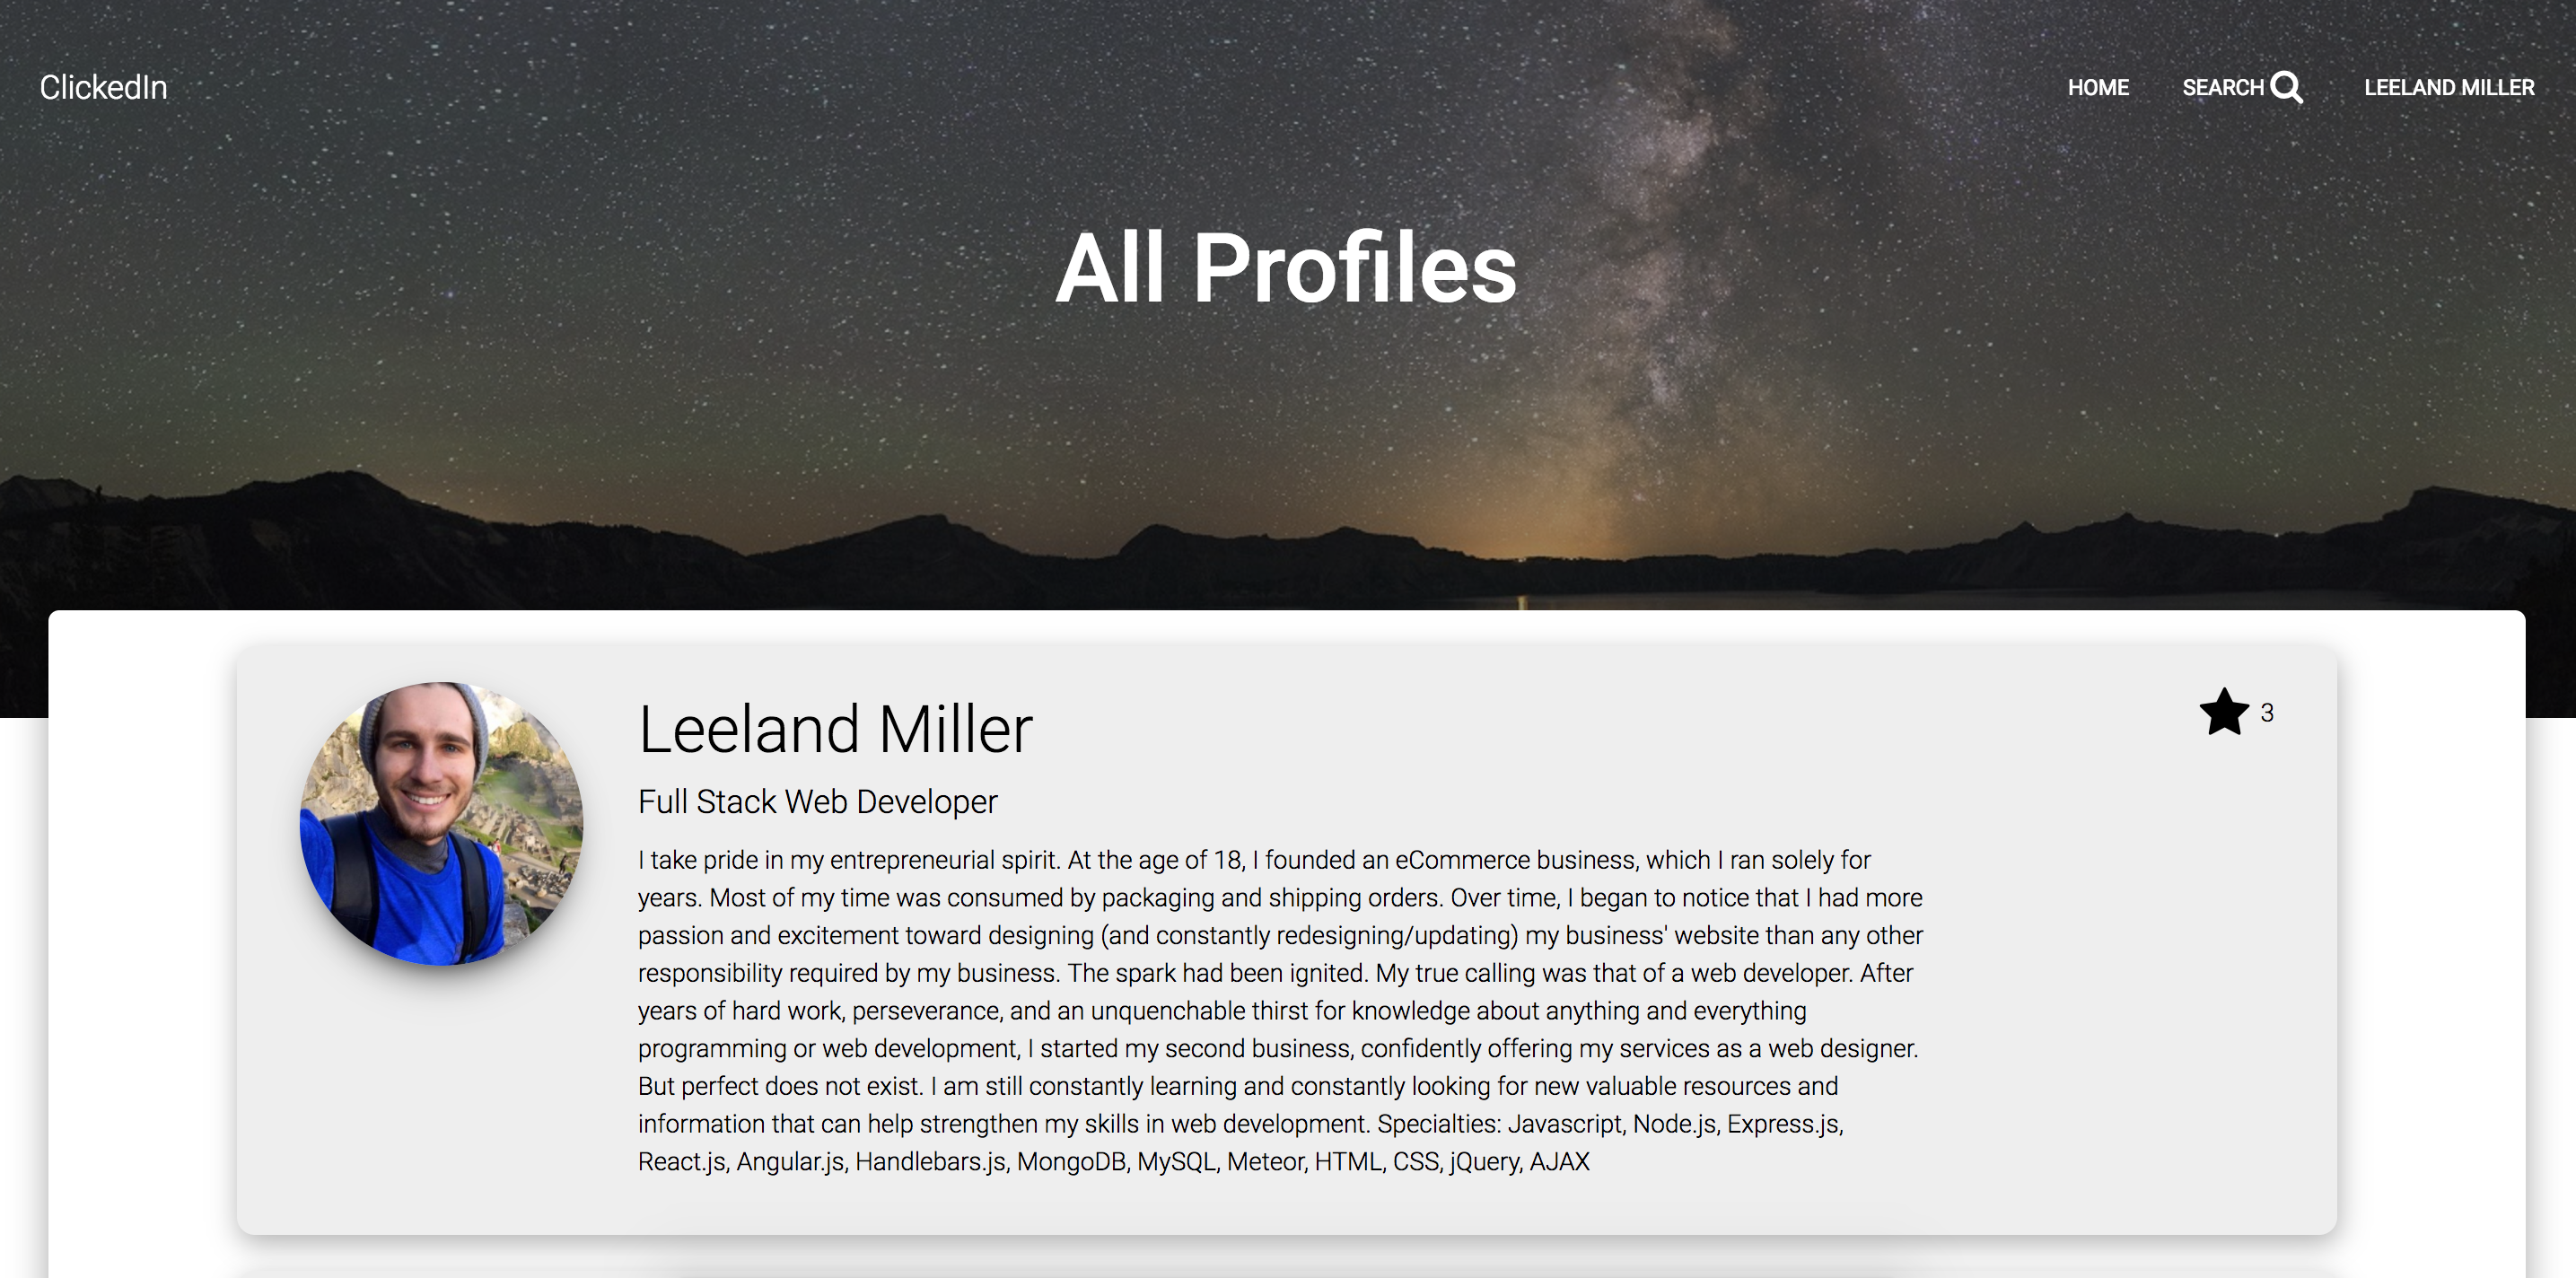 ClickedIn
HOME SEARCH LEELAND MILLER
All Profiles
Leeland Miller
3
Full Stack Web Developer
I take pride in my entrepreneurial spirit. At the age of 18, I founded an eCommerce business, which I ran solely for
years. Most of my time was consumed by packaging and shipping orders. Over time, I began to notice that I had more
passion and excitement toward designing (and constantly redesigning/updating) my business' website than any other
responsibility required by my business. The spark had been ignited. My true calling was that of a web developer. After
years of hard work, perseverance, and an unquenchable thirst for knowledge about anything and everything
programming or web development, I started my second business, confidently offering my services as a web designer.
But perfect does not exist. I am still constantly learning and constantly looking for new valuable resources and
information that can help strengthen my skills in web development. Specialties: Javascript, Node.js, Express.js,
React.js, Angular.js, Handlebars.js, MongoDB, MySQL, Meteor, HTML, CSS, jQuery, AJAX